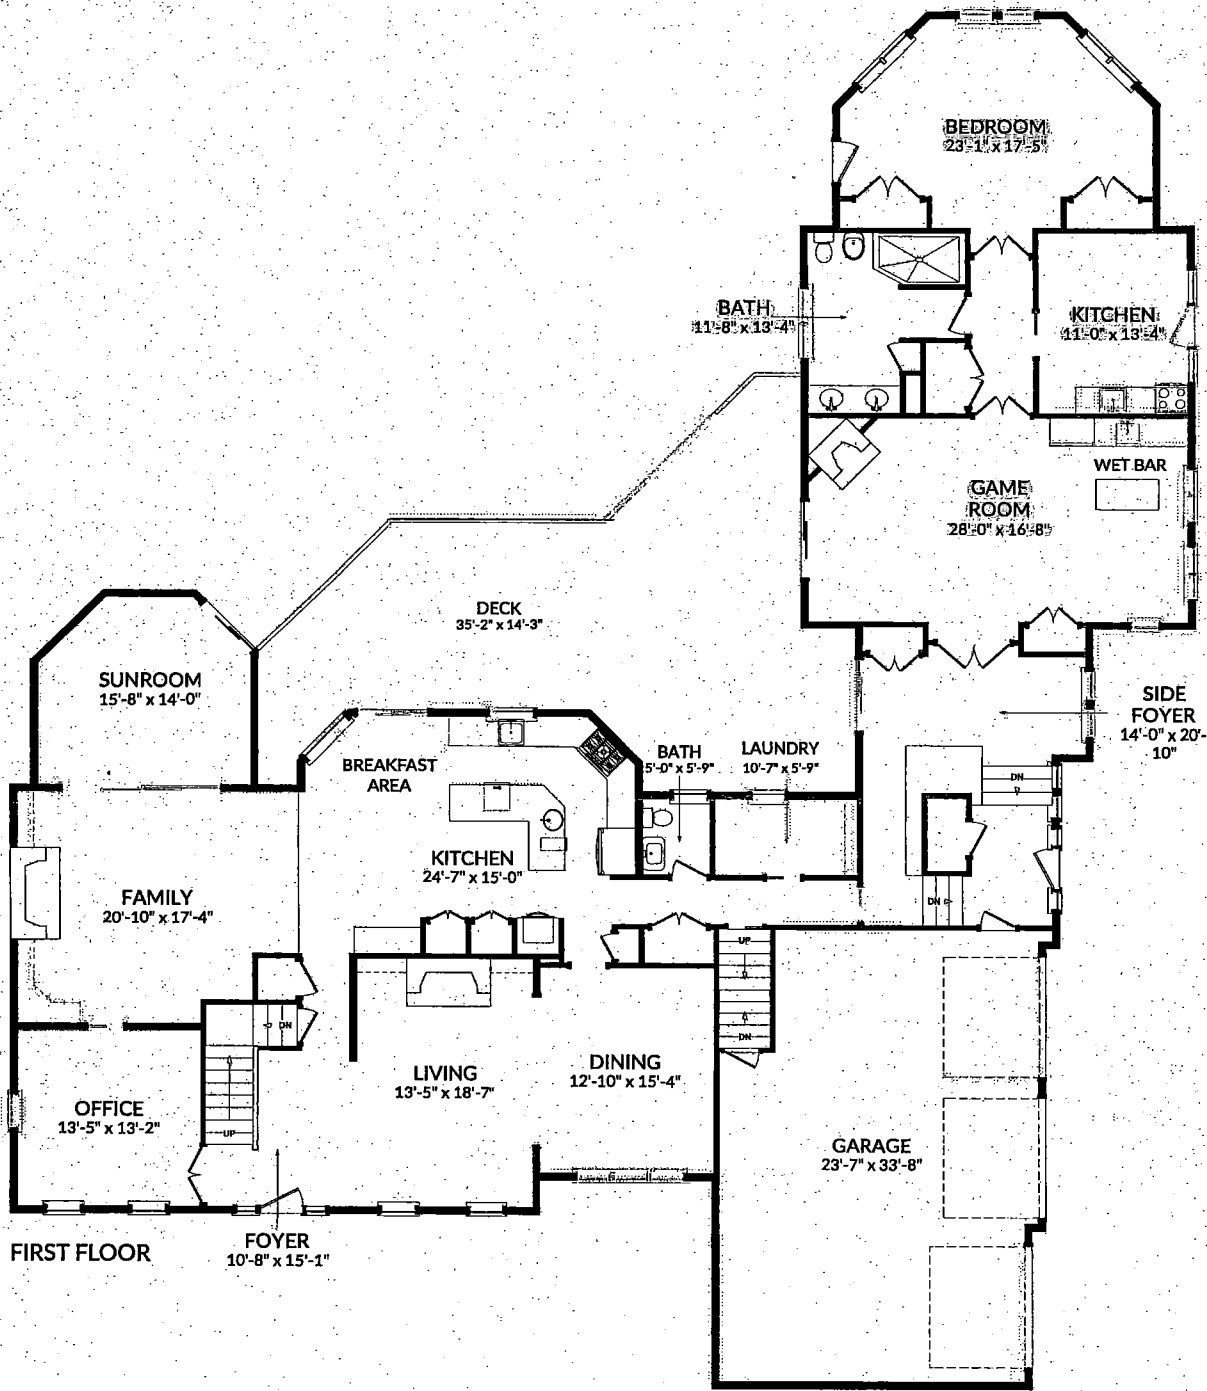 BEDROOM
23'-1" x 17'-5"
BATH
11'-8" x 13'-4"
KITCHEN
11'-0" x 13'-4"
WET BAR
GAME
ROOM
28'-0" x 16'-8"
DECK
35'-2" x 14'-3"
SUNROOM
15'-8" x 14'-0"
SIDE
FOYER
14'-0" x 20'-
10"
BREAKFAST
AREA
BATH
5'-0" x 5'-9"
LAUNDRY
10'-7" x 5'-9"
DN
KITCHEN
24'-7" x 15'-0"
FAMILY
20'-10" x 17'-4"
DN
UP
DN
DN
LIVING
13'-5" x 18'-7"
DINING
12'-10" x 15'-4"
OFFICE
13'-5" x 13'-2"
UP
GARAGE
23'-7" x 33'-8"
FOYER
10'-8" x 15'-1"
FIRST FLOOR